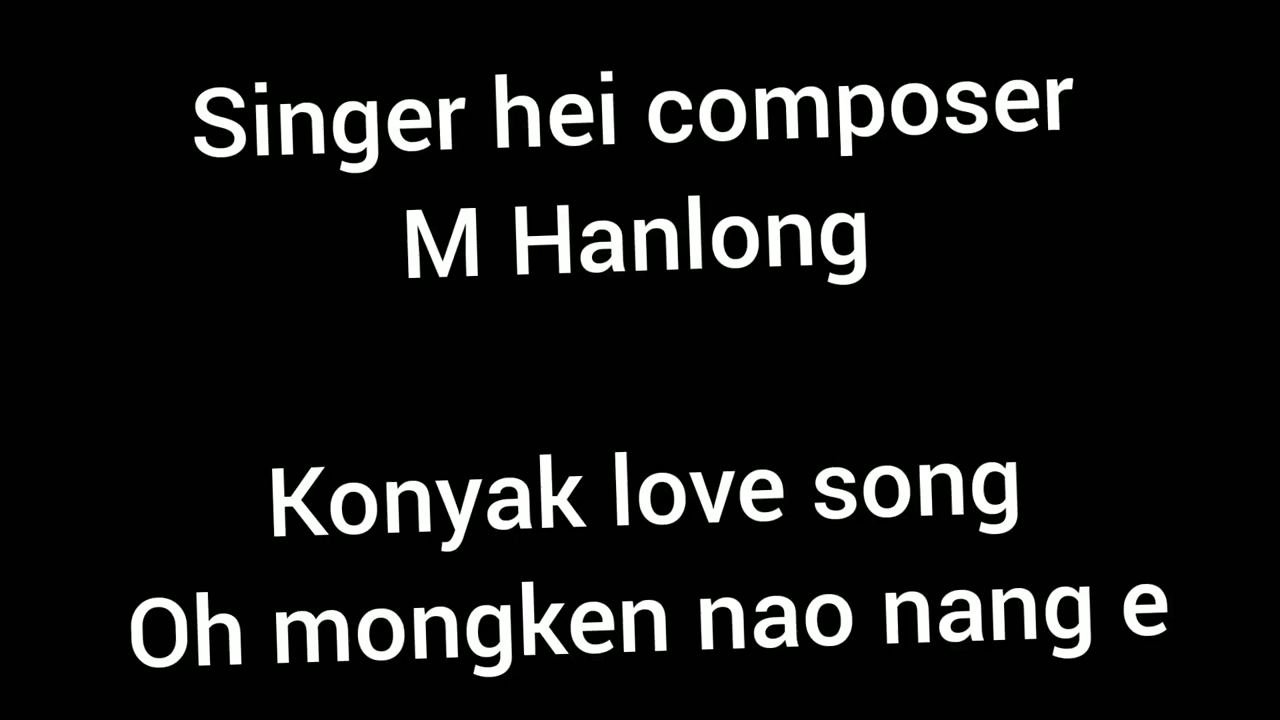 Singer hei composer
M Hanlong
Konyak love song
Oh mongken nao nang e